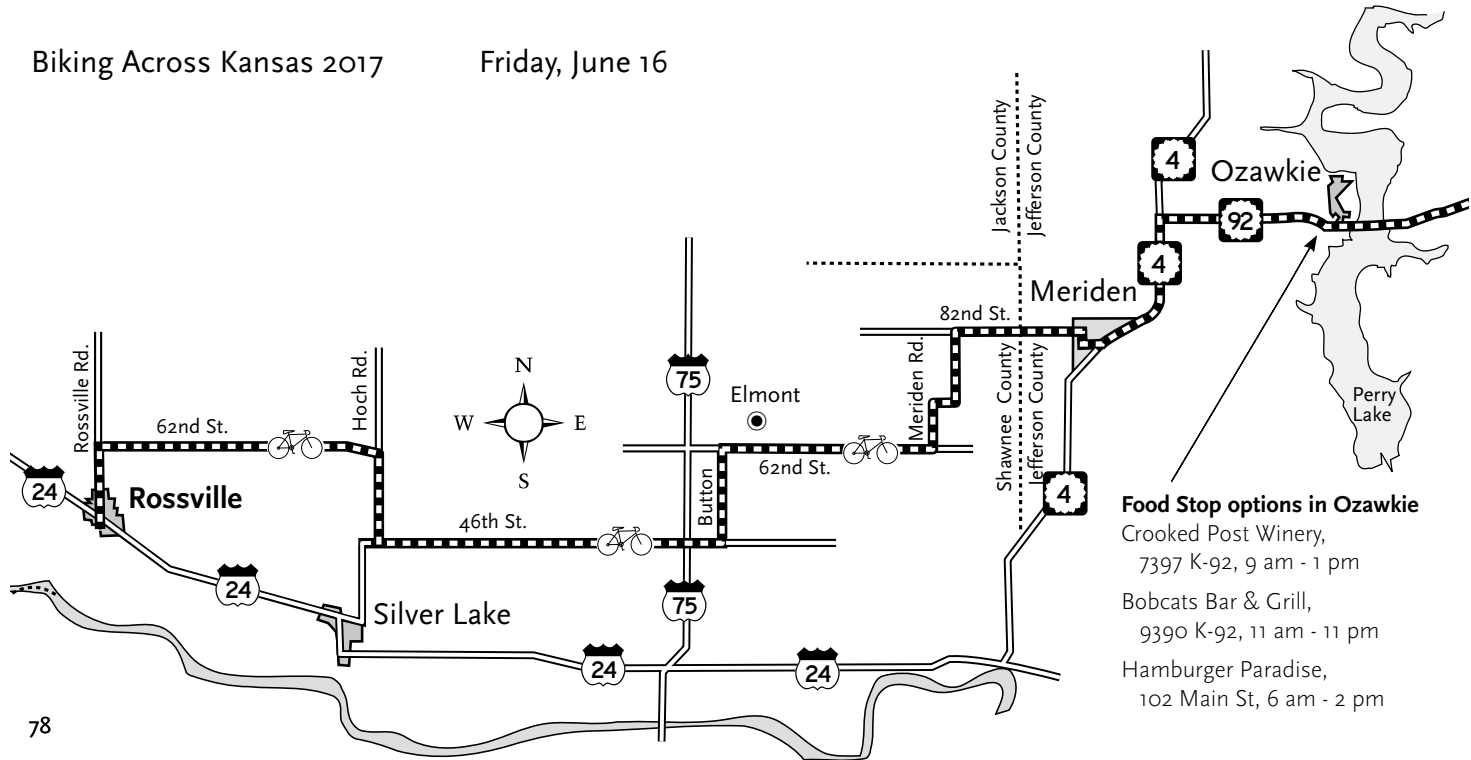 Biking Across Kansas 2017
Friday, June 16
Jackson County
Jefferson County
4
Ozawkie
92
4
Meriden
82nd St.
Rossville Rd.
Hoch Rd.
N
W
E
S
75
Elmont
Meriden Rd.
Shawnee County
Jefferson County
Perry
Lake
62nd St.
62nd St.
24
Rossville
Button
4
46th St.
24
Silver Lake
75
24
24
Food Stop options in Ozawkie
Crooked Post Winery,
7397 K-92, 9 am - 1 pm
Bobcats Bar & Grill,
9390 K-92, 11 am - 11 pm
Hamburger Paradise,
102 Main St, 6 am - 2 pm
78